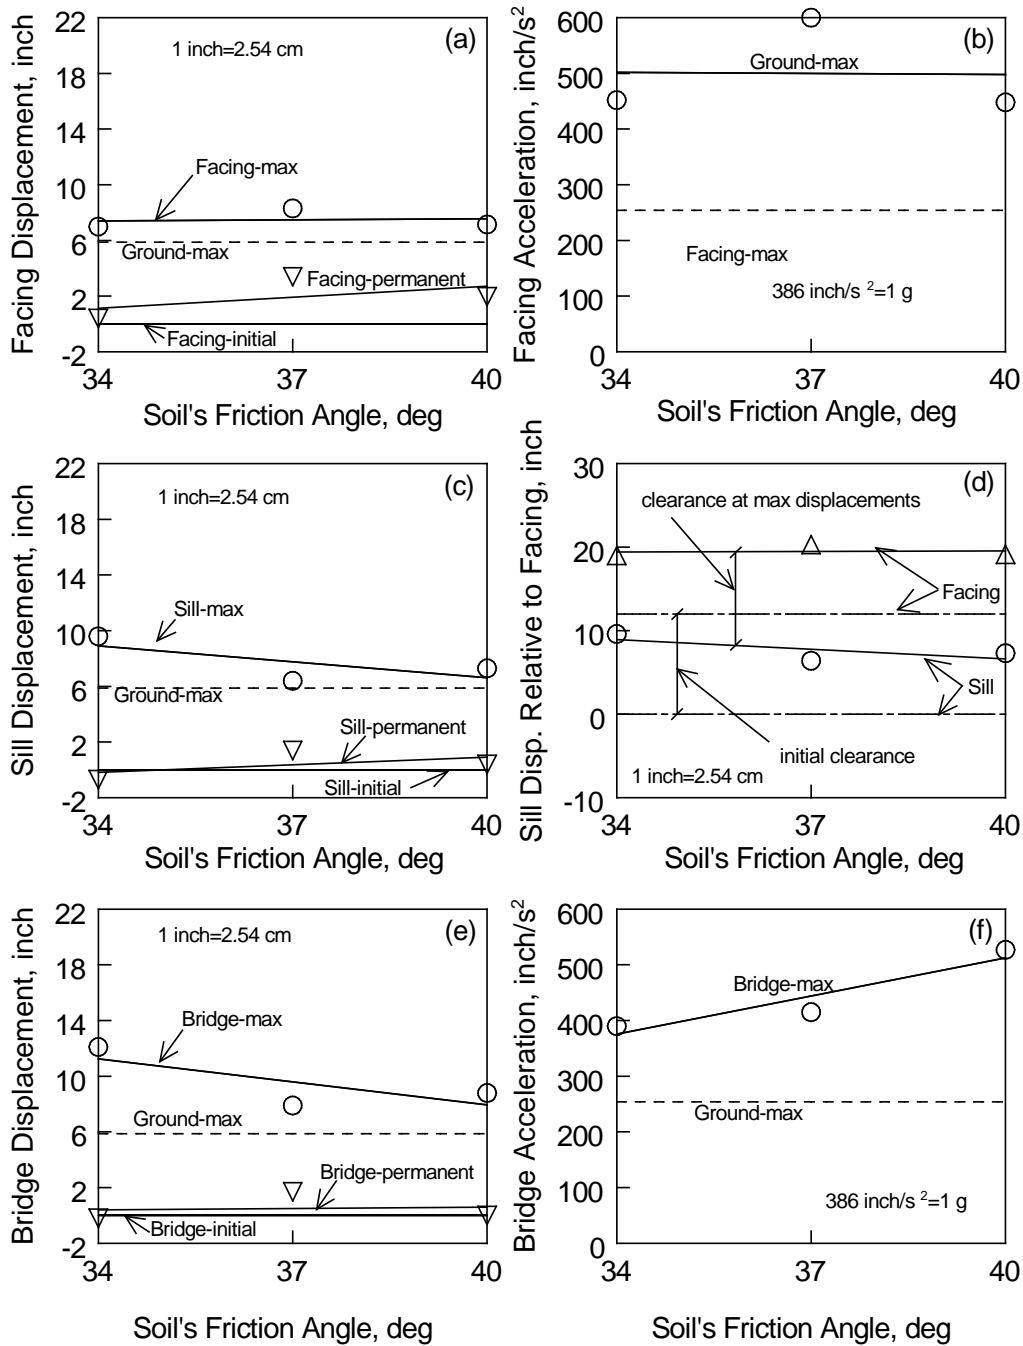 Facing Displacement, inch
22
18
14
10
6
2
-2
1 inch=2.54 cm
(a)
Facing-max
Ground-max
Facing-permanent
Facing-initial
34
37
40
Soil's Friction Angle, deg
Facing Acceleration, inch/s2
600
500
400
300
200
100
0
(b)
Ground-max
Facing-max
386 inch/s 2=1 g
34
37
40
Soil's Friction Angle, deg
Sill Displacement, inch
22
18
14
10
6
2
-2
1 inch=2.54 cm
(c)
Sill-max
Ground-max
Sill-permanent
Sill-initial
34
37
40
Soil's Friction Angle, deg
Sill Disp. Relative to Facing, inch
30
20
10
0
-10
(d)
clearance at max displacements
Facing
Sill
initial clearance
1 inch=2.54 cm
34
37
40
Soil's Friction Angle, deg
Bridge Displacement, inch
22
18
14
10
6
2
-2
1 inch=2.54 cm
(e)
Bridge-max
Ground-max
Bridge-permanent
Bridge-initial
34
37
40
Soil's Friction Angle, deg
Bridge Acceleration, inch/s2
600
500
400
300
200
100
0
(f)
Bridge-max
Ground-max
386 inch/s 2=1 g
34
37
40
Soil's Friction Angle, deg